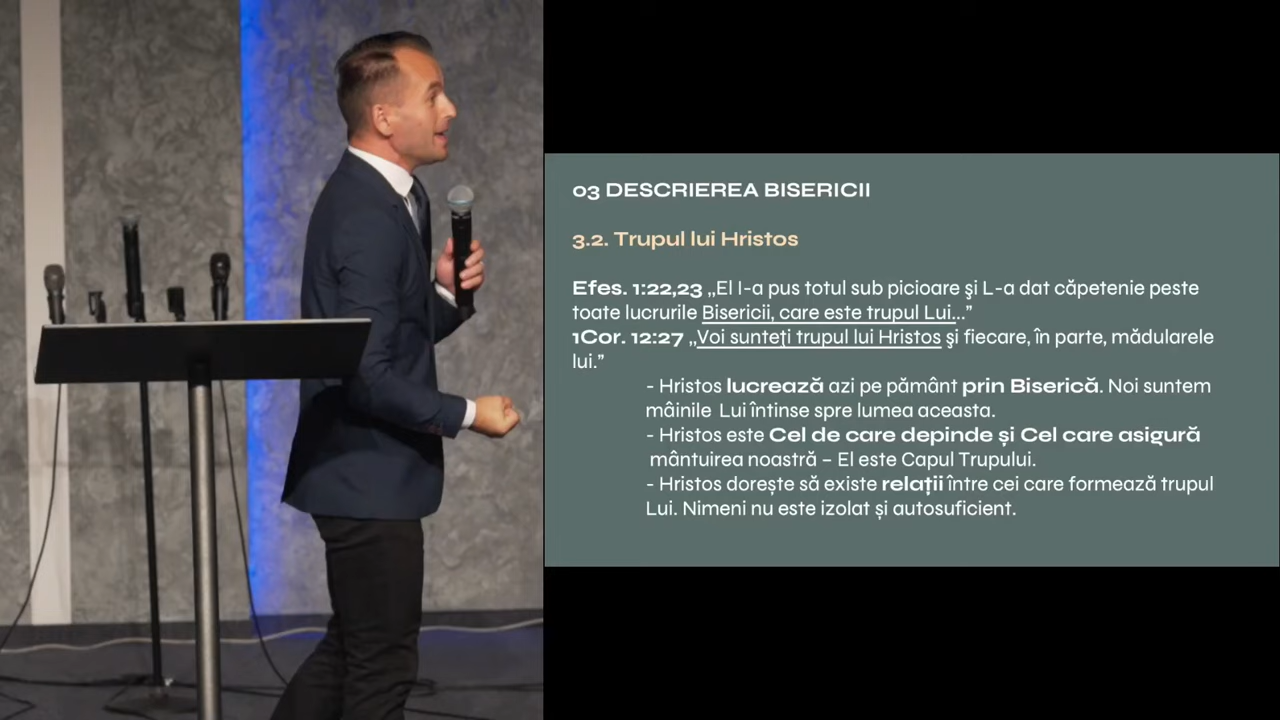 03 DESCRIEREA BISERICII
3.2. Trupul lui Hristos
Efes. 1:22,23 „El I-a pus totul sub picioare şi L-a dat căpetenie peste
toate lucrurile Bisericii, care este trupul Lui...”
1Cor. 12:27 „Voi sunteţi trupul lui Hristos şi fiecare, în parte, mădularele
lui.”
- Hristos lucrează azi pe pământ prin Biserică. Noi suntem
mâinile Lui întinse spre lumea aceasta.
- Hristos este Cel de care depinde și Cel care asigură
mântuirea noastră – El este Capul Trupului.
- Hristos dorește să existe relații între cei care formează trupul
Lui. Nimeni nu este izolat și autosuficient.